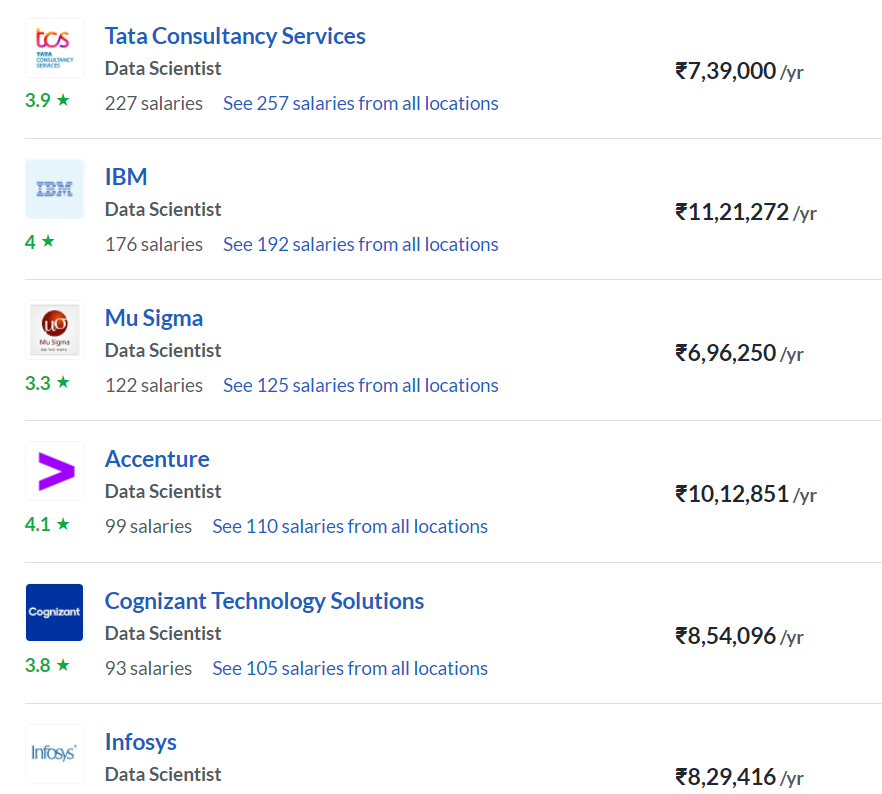 tcs
TATA
CONSULTANCY
SERVICES
Tata Consultancy Services
Data Scientist
₹7,39,000 /yr
3.9 ★
227 salaries See 257 salaries from all locations
IBM
IBM
Data Scientist
₹11,21,272 /yr
4 ★
176 salaries See 192 salaries from all locations
uo
Mu Sigma
Mu Sigma
Data Scientist
₹6,96,250 /yr
3.3 ★
122 salaries See 125 salaries from all locations
Accenture
Data Scientist
₹10,12,851 /yr
4.1 ★
99 salaries See 110 salaries from all locations
Cognizant
Cognizant Technology Solutions
Data Scientist
₹8,54,096 /yr
3.8 ★
93 salaries See 105 salaries from all locations
Infosys
Infosys
Data Scientist
₹8,29,416 /yr